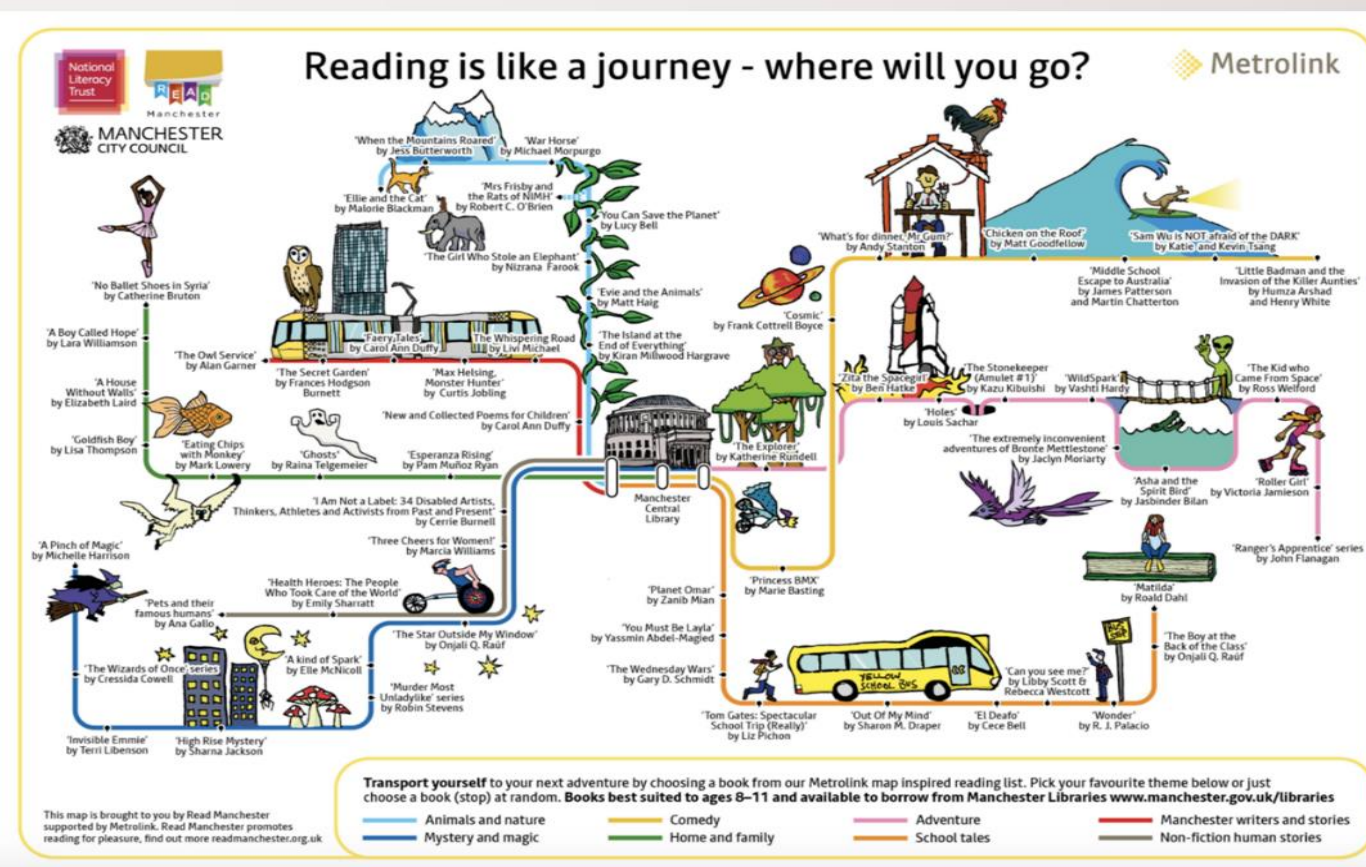 National
Literacy
Trust
READ
Manchester
MANCHESTER
CITY COUNCIL
Reading is like a journey - where will you go?
Metrolink
'When the Mountains Roared'
by Jess Butterworth
'War Horse'
by Michael Morpurgo
'Ellie and the Cat'
by Malorie Blackman
'Mrs Frisby and
the Rats of NIMH'
by Robert C. O'Brien
'You Can Save the Planet'
by Lucy Bell
'The Girl Who Stole an Elephant'
by Nizrana Farook
'Evie and the Animals'
by Matt Haig
'The Island at the
End of Everything'
by Kiran Millwood Hargrave
'No Ballet Shoes in Syria'
by Catherine Bruton
'A Boy Called Hope'
by Lara Williamson
'A House
Without Walls'
by Elizabeth Laird
'Goldfish Boy'
by Lisa Thompson
'Eating Chips
with Monkey'
by Mark Lowery
'Ghosts'
by Raina Telgemeier
'Esperanza Rising'
by Pam Muñoz Ryan
'The Owl Service'
by Alan Garner
'The Secret Garden'
by Frances Hodgson
Burnett
'Faery Tales'
by Carol Ann Duffy
'Max Helsing,
Monster Hunter'
by Curtis Jobling
The Whispering Road
by Livi Michael
'New and Collected Poems for Children'
by Carol Ann Duffy
Manchester
Central
Library
'What's for dinner, Mr Gum?'
by Andy Stanton
'Chicken on the Roof'
by Matt Goodfellow
'Sam Wu is NOT afraid of the DARK'
by Katie and Kevin Tsang
'Middle School
Escape to Australia'
by James Patterson
and Martin Chatterton
'Little Badman and the
Invasion of the Killer Aunties'
by Humza Arshad
and Henry White
'Cosmic'
by Frank Cottrell Boyce
'Princess BMX'
by Marie Basting
'The Explorer'
by Katherine Rundell
'Zita the Spacegirl'
by Ben Hatke
'Holes'
by Louis Sachar
'The Stonekeeper
(Amulet #1)'
by Kazu Kibuishi
'WildSpark'
by Vashti Hardy
'The extremely inconvenient
adventures of Bronte Mettlestone'
by Jaclyn Moriarty
'Asha and the
Spirit Bird'
by Jasbinder Bilan
'The Kid who
Came From Space'
by Ross Welford
'Roller Girl'
by Victoria Jamieson
'Ranger's Apprentice' series
by John Flanagan
'I Am Not a Label: 34 Disabled Artists,
Thinkers, Athletes and Activists from Past and Present'
by Cerrie Burnell
'Three Cheers for Women!'
by Marcia Williams
'Health Heroes: The People
Who Took Care of the World'
by Emily Sharratt
'Pets and their
famous humans'
by Ana Gallo
'A Pinch of Magic'
by Michelle Harrison
'The Wizards of Once' series
by Cressida Cowell
'Invisible Emmie'
by Terri Libenson
'High Rise Mystery'
by Sharna Jackson
'A kind of Spark'
by Elle McNicoll
'Murder Most
Unladylike' series
by Robin Stevens
'The Star Outside My Window'
by Onjali Q. Raúf
'Planet Omar'
by Zanib Mian
'You Must Be Layla'
by Yassmin Abdel-Magied
'The Wednesday Wars'
by Gary D. Schmidt
'Tom Gates: Spectacular
School Trip (Really)'
by Liz Pichon
YELLOW
SCHOOL BUS
'Out Of My Mind'
by Sharon M. Draper
'El Deafo'
by Cece Bell
'Can you see me?'
by Libby Scott &
Rebecca Westcott
'Wonder'
by R. J. Palacio
'The Boy at the
Back of the Class'
by Onjali Q. Raúf
'Matilda'
by Roald Dahl
This map is brought to you by Read Manchester
supported by Metrolink. Read Manchester promotes
reading for pleasure, find out more readmanchester.org.uk
Transport yourself to your next adventure by choosing a book from our Metrolink map inspired reading list. Pick your favourite theme below or just
choose a book (stop) at random. Books best suited to ages 8–11 and available to borrow from Manchester Libraries www.manchester.gov.uk/libraries
Animals and nature
Comedy
Adventure
Manchester writers and stories
Mystery and magic
Home and family
School tales
Non-fiction human stories